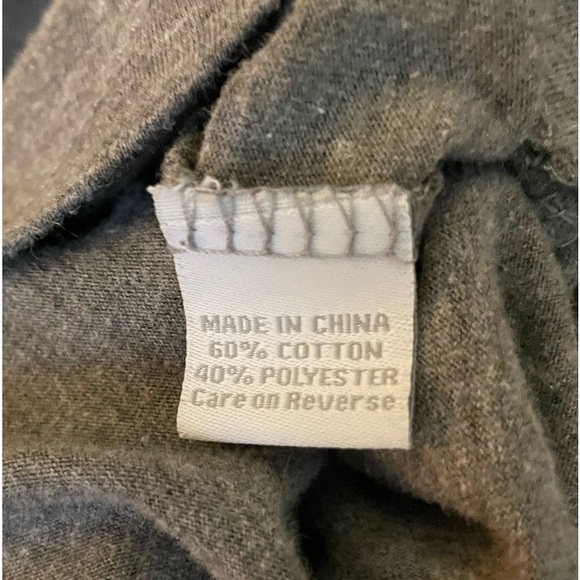 MADE IN CHINA
60% COTTON
40% POLYESTER
Care on Reverse